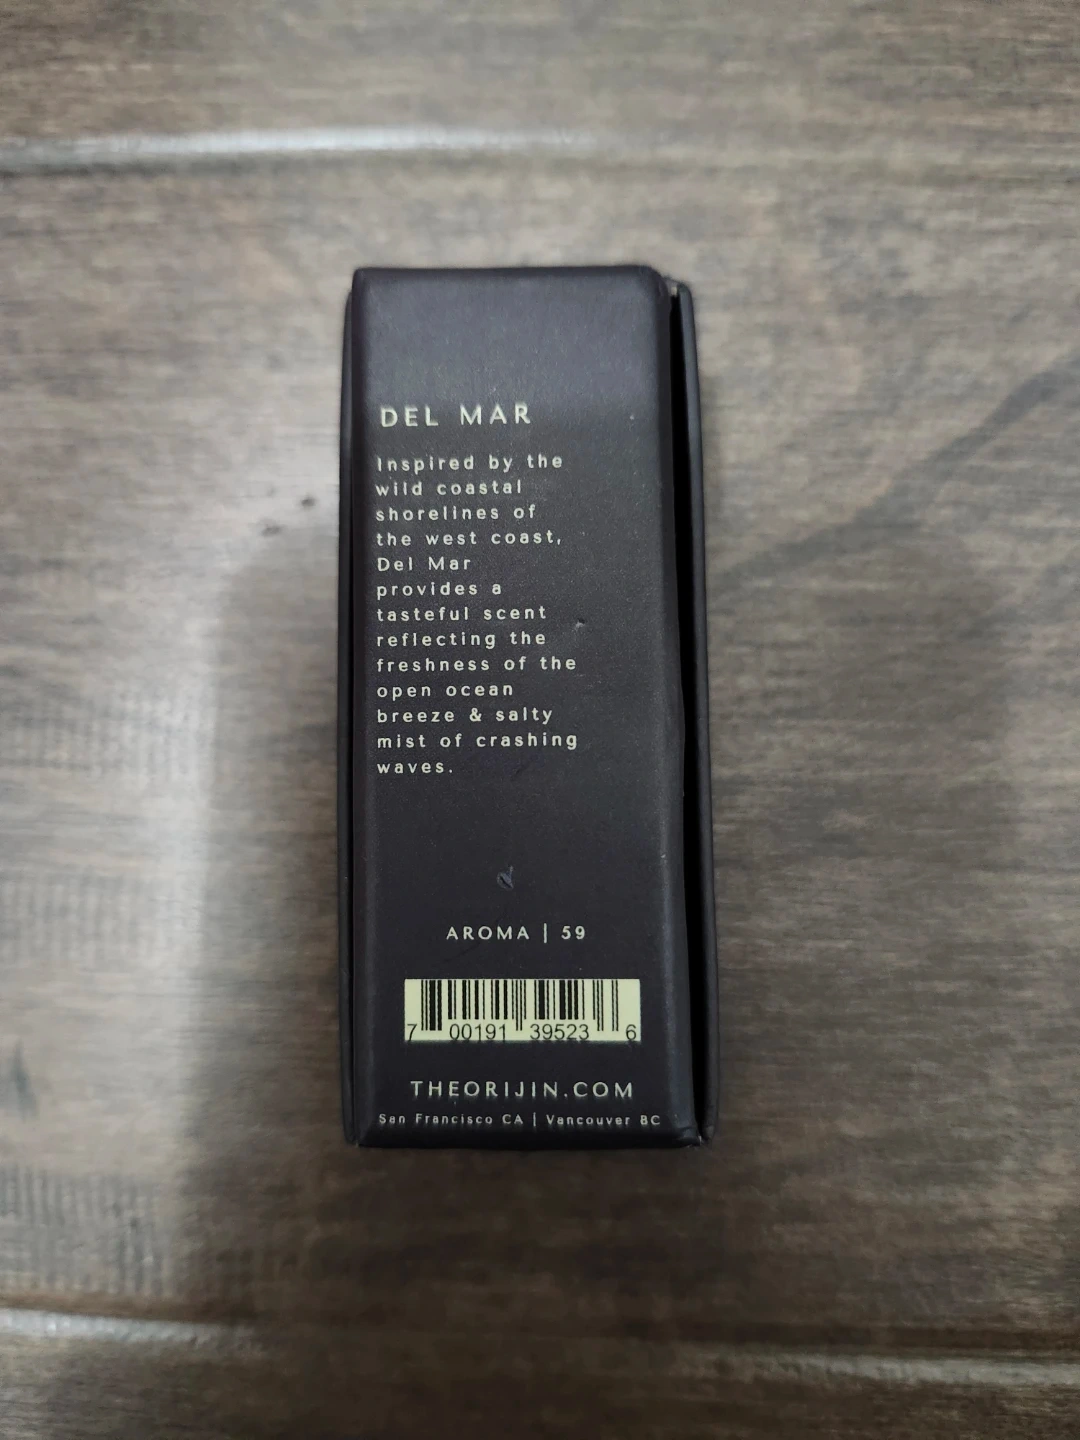 DEL MAR
Inspired by the
wild coastal
shorelines of
the west coast,
Del Mar
provides a
tasteful scent
reflecting the
freshness of the
open ocean
breeze & salty
mist of crashing
waves.
AROMA | 59
7 00191 39523 6
THEORIJIN.COM
San Francisco CA | Vancouver BC